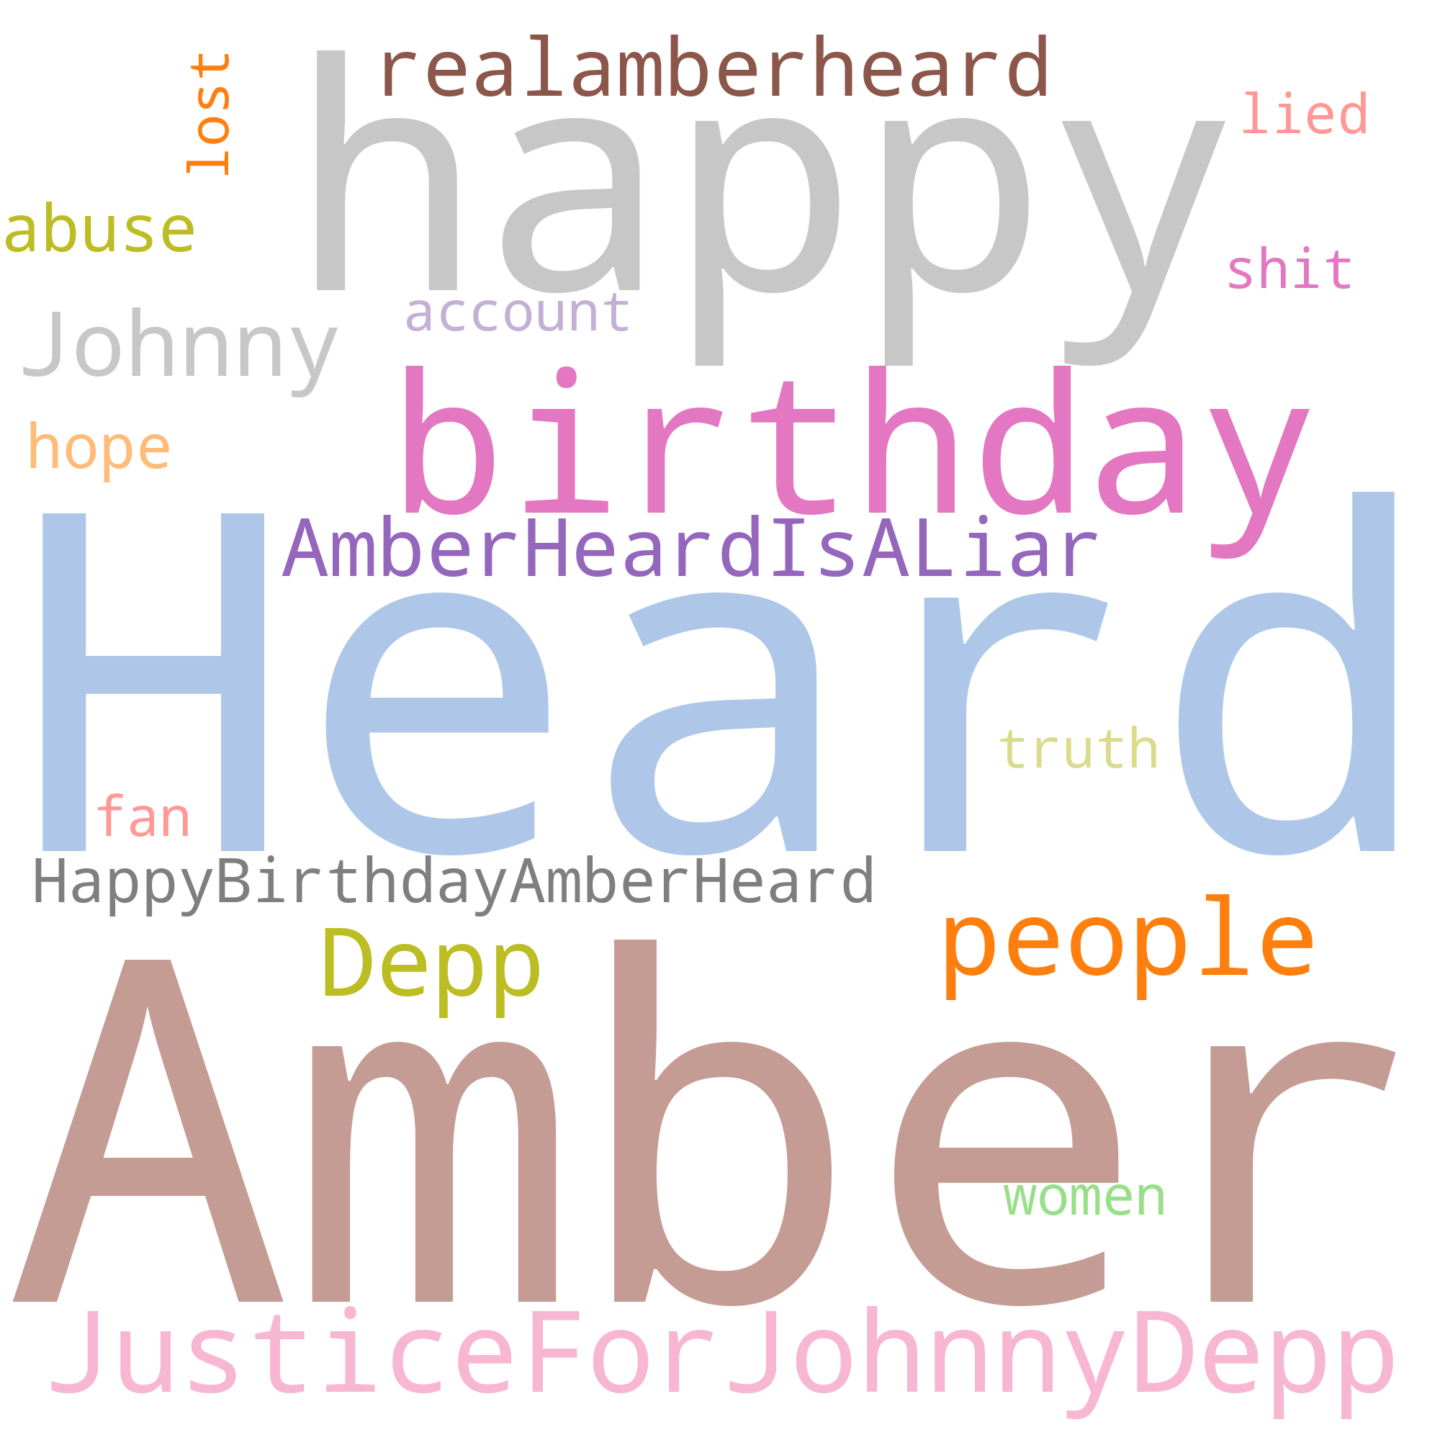 realamberheard
lost
happy
lied
abuse
shit
account
Johnny
birthday
hope
Heard
AmberHeardIsALiar
truth
fan
HappyBirthdayAmberHeard
people
Depp
Amber
women
JusticeForJohnnyDepp